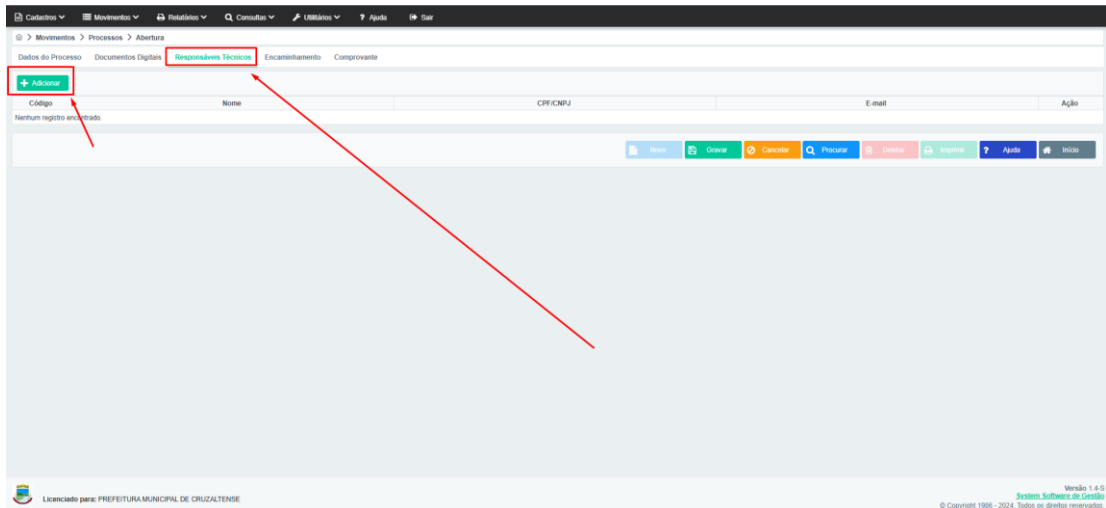 Cadastros Movimentos Relatórios Consultas Utilitários ? Ajuda Sair
> Movimentos > Processos > Abertura
Dados do Processo Documentos Digitais Responsáveis Técnicos Encaminhamento Comprovante
+ Adicionar
Código Nome CPF/CNPJ E-mail Ação
Nenhum registro encontrado.
Novo Gravar Cancelar Procurar Deletar Imprimir ? Ajuda Início
Versão 1.4-S
Licenciado para: PREFEITURA MUNICIPAL DE CRUZALTENSE
System Software de Gestão
© Copyright 1986 - 2024. Todos os direitos reservados.